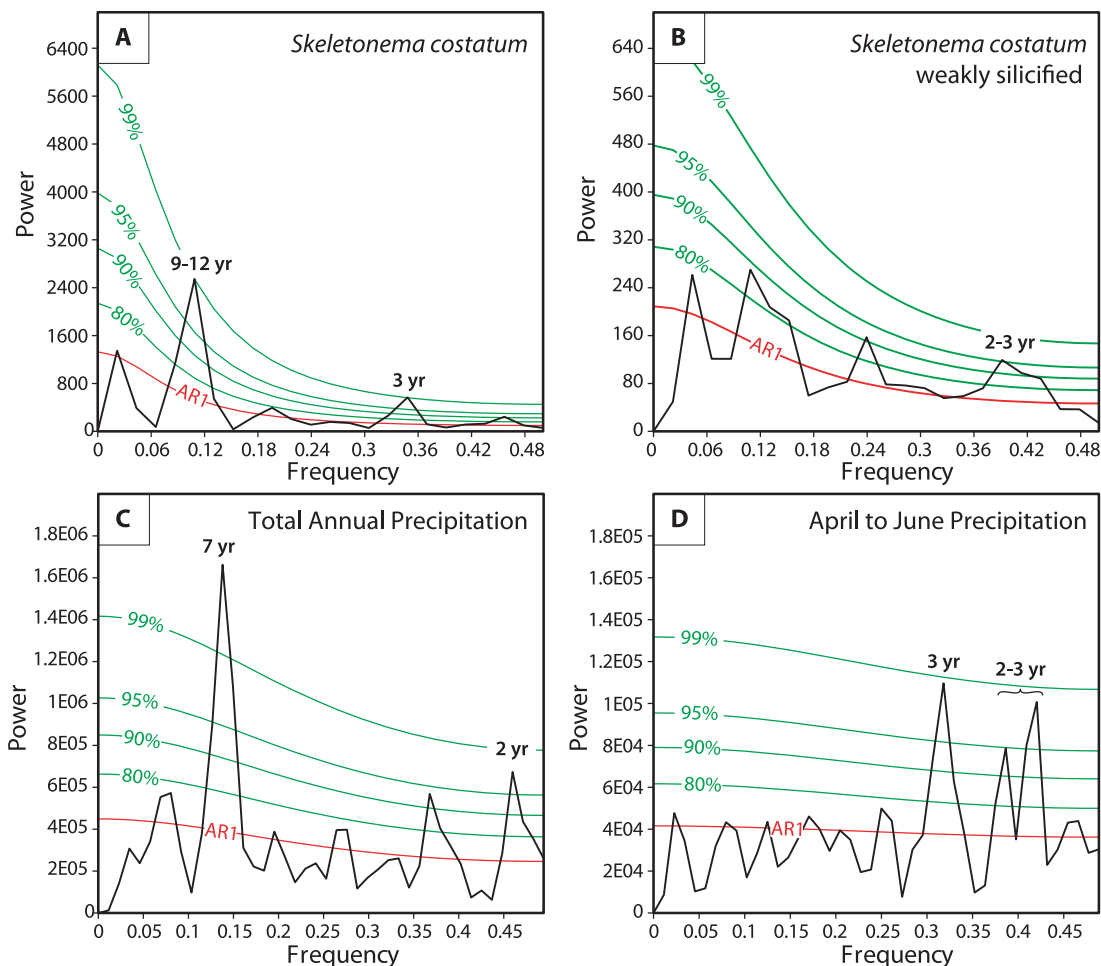 A
Skeletonema costatum
6400
5600
4800
4000
3200
2400
1600
800
0
Power
99%
95%
90%
80%
AR1
9-12 yr
3 yr
0 0.06 0.12 0.18 0.24 0.30 0.36 0.42 0.48
Frequency
B
Skeletonema costatum
weakly silicified
640
560
480
400
320
240
160
80
0
Power
99%
95%
90%
80%
AR1
2-3 yr
0 0.06 0.12 0.18 0.24 0.30 0.36 0.42 0.48
Frequency
C
Total Annual Precipitation
1.8E06
1.6E06
1.4E06
1.2E06
1E06
8E05
6E05
4E05
2E05
0
Power
99%
95%
90%
80%
AR1
7 yr
2 yr
0 0.05 0.1 0.15 0.2 0.25 0.3 0.35 0.4 0.45
Frequency
D
April to June Precipitation
1.8E05
1.6E05
1.4E05
1.2E05
1E05
8E04
6E04
4E04
2E04
0
Power
99%
95%
90%
80%
AR1
3 yr
2-3 yr
0 0.05 0.1 0.15 0.2 0.25 0.3 0.35 0.4 0.45
Frequency